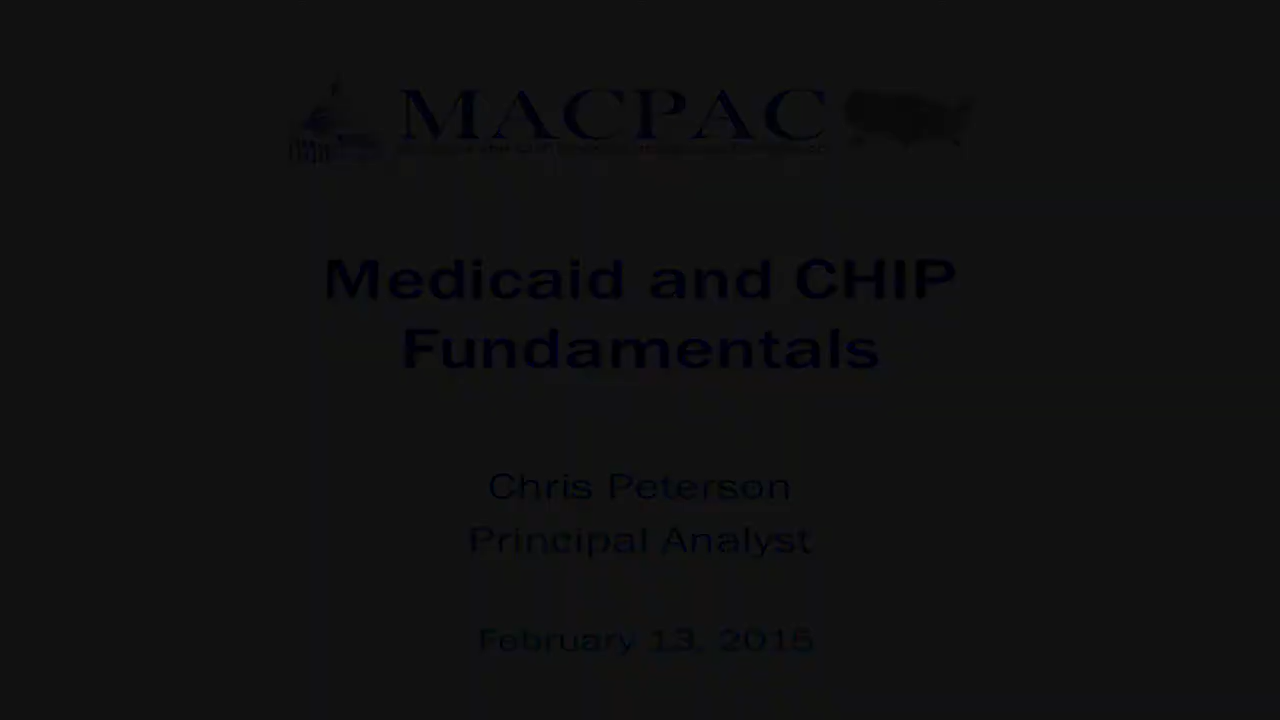 MACPAC
Medicaid and CHIP
Fundamentals
Chris Peterson
Principal Analyst
February 13, 2015